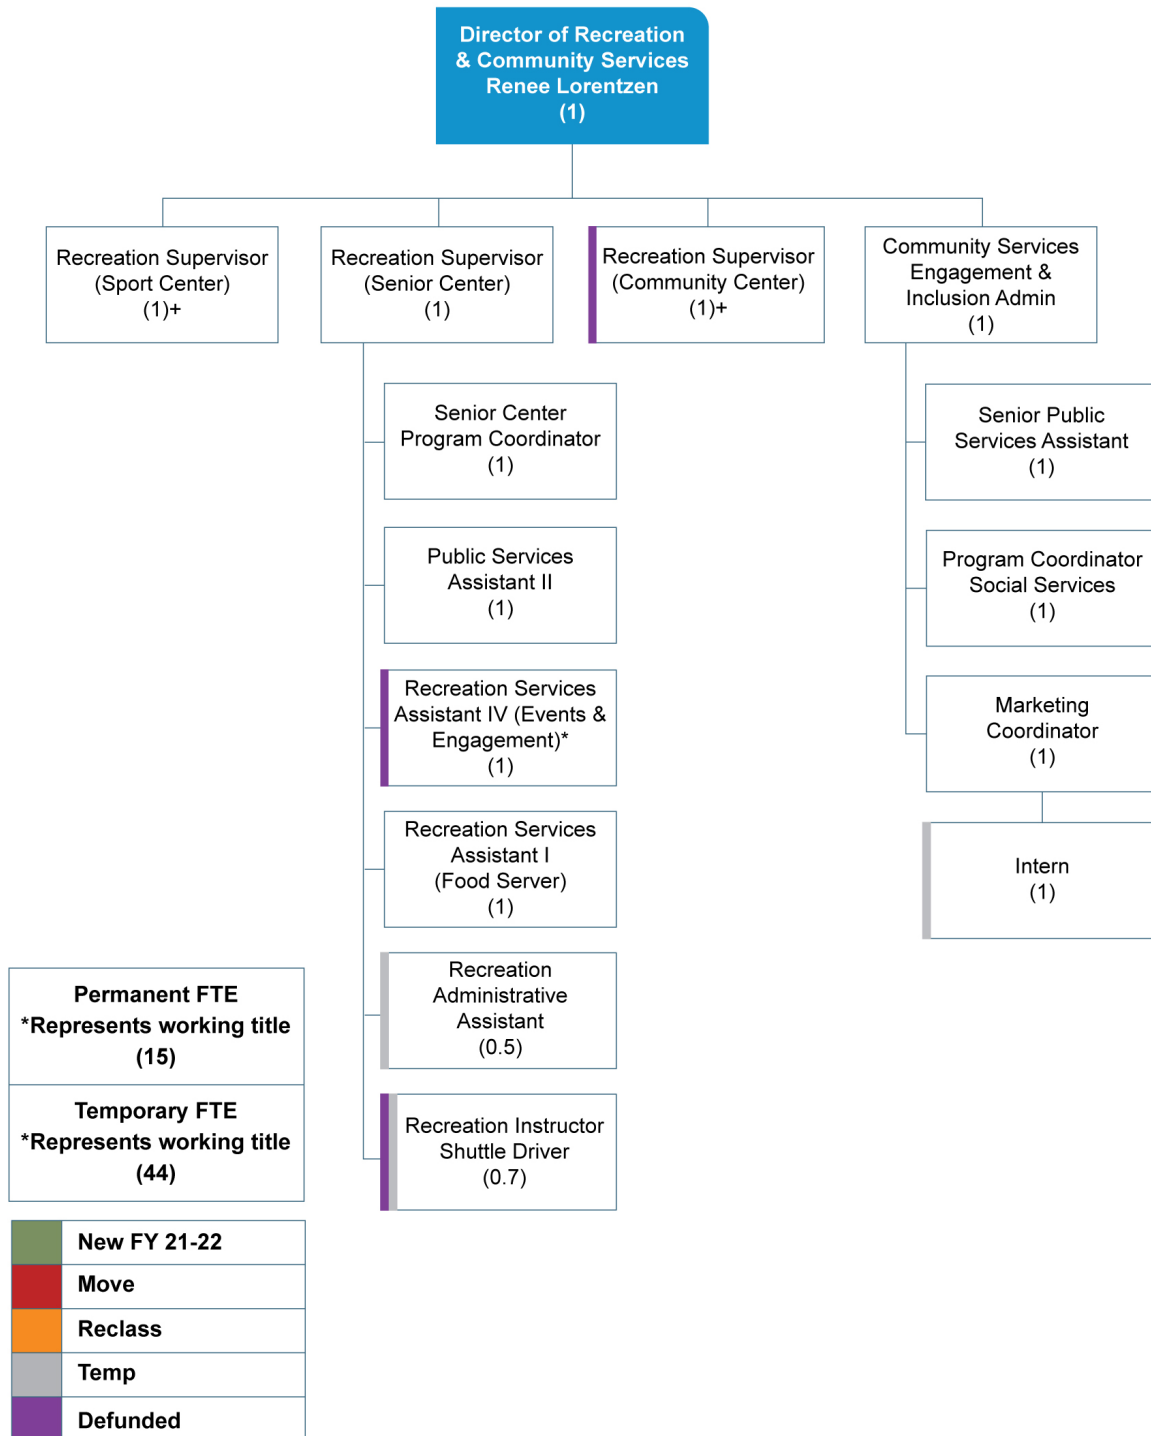 Director of Recreation
& Community Services
Renee Lorentzen
(1)
Recreation Supervisor
(Sport Center)
(1)+
Recreation Supervisor
(Senior Center)
(1)
Recreation Supervisor
(Community Center)
(1)+
Community Services
Engagement &
Inclusion Admin
(1)
Senior Center
Program Coordinator
(1)
Public Services
Assistant II
(1)
Recreation Services
Assistant IV (Events &
Engagement)*
(1)
Recreation Services
Assistant I
(Food Server)
(1)
Recreation
Administrative
Assistant
(0.5)
Recreation Instructor
Shuttle Driver
(0.7)
Senior Public
Services Assistant
(1)
Program Coordinator
Social Services
(1)
Marketing
Coordinator
(1)
Intern
(1)
Permanent FTE
*Represents working title
(15)
Temporary FTE
*Represents working title
(44)
New FY 21-22
Move
Reclass
Temp
Defunded